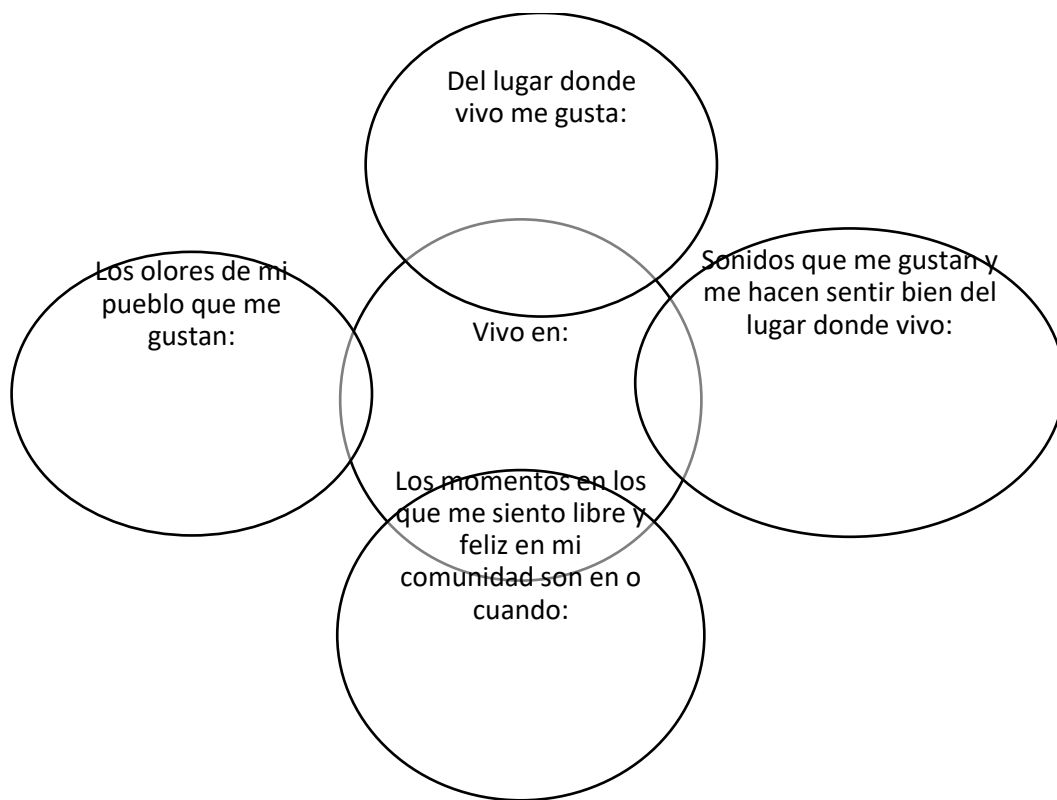 Del lugar donde
vivo me gusta:
Los olores de mi
pueblo que me
gustan:
Vivo en:
Sonidos que me gustan y
me hacen sentir bien del
lugar donde vivo:
Los momentos en los
que me siento libre y
feliz en mi
comunidad son en o
cuando: